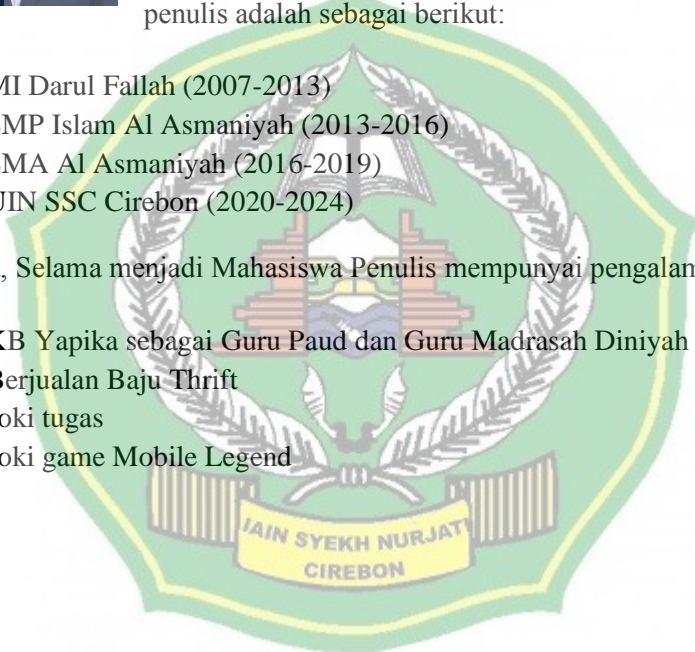 penulis adalah sebagai berikut:
MI Darul Fallah (2007-2013)
MP Islam Al Asmaniyah (2013-2016)
MA Al Asmaniyah (2016-2019)
UIN SSC Cirebon (2020-2024)
, Selama menjadi Mahasiswa Penulis mempunyai pengalam
KB Yapika sebagai Guru Paud dan Guru Madrasah Diniyah
Berjualan Baju Thrift
oki tugas
oki game Mobile Legend
IAIN SYEKH NURJATI
CIREBON